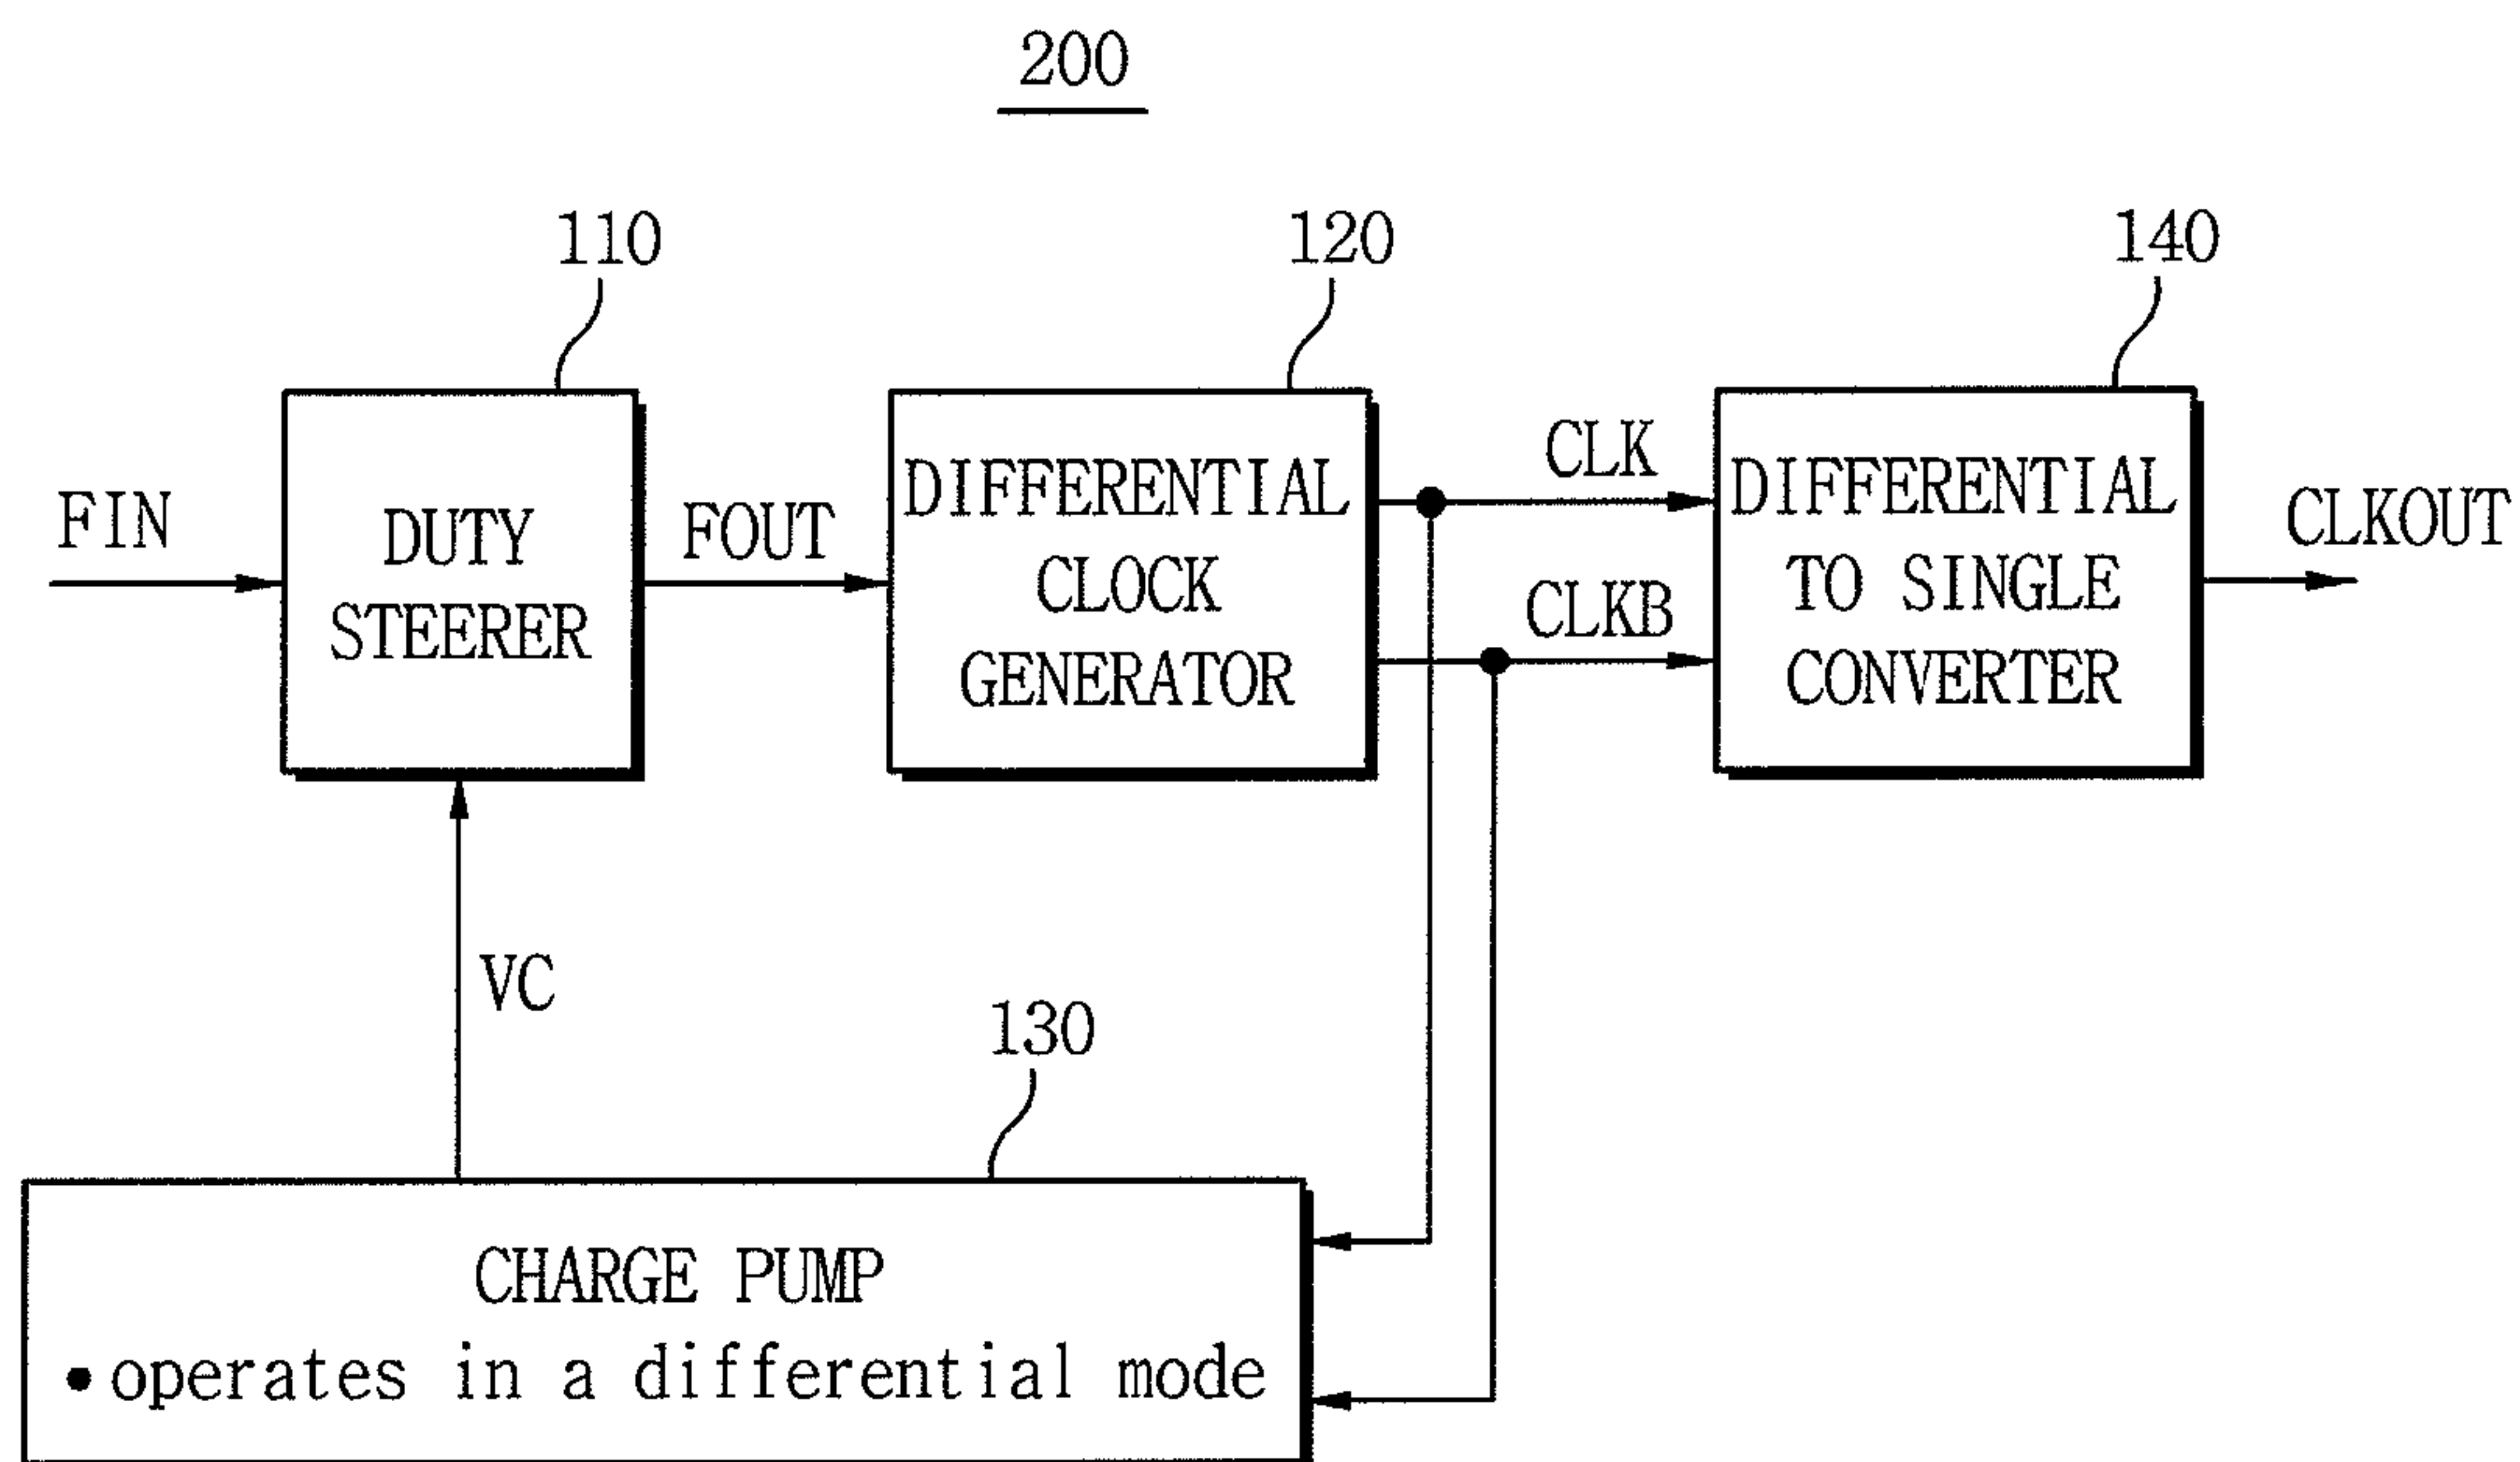 200
110
120
140
FIN
DUTY
STEERER
FOUT
DIFFERENTIAL
CLOCK
GENERATOR
CLK
CLKB
DIFFERENTIAL
TO SINGLE
CONVERTER
CLKOUT
VC
130
CHARGE PUMP
• operates in a differential mode